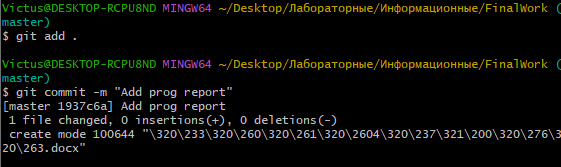 Victus@DESKTOP-RCPU8ND MINGW64 ~/Desktop/Лабораторные/Информационные/FinalWork (
master)
$ git add .
Victus@DESKTOP-RCPU8ND MINGW64 ~/Desktop/Лабораторные/Информационные/FinalWork (
master)
$ git commit -m "Add prog report"
[master 1937c6a] Add prog report
 1 file changed, 0 insertions(+), 0 deletions(-)
 create mode 100644 "\320\233\320\260\320\261\320\2604\320\237\321\200\320\276\3
20\263.docx"